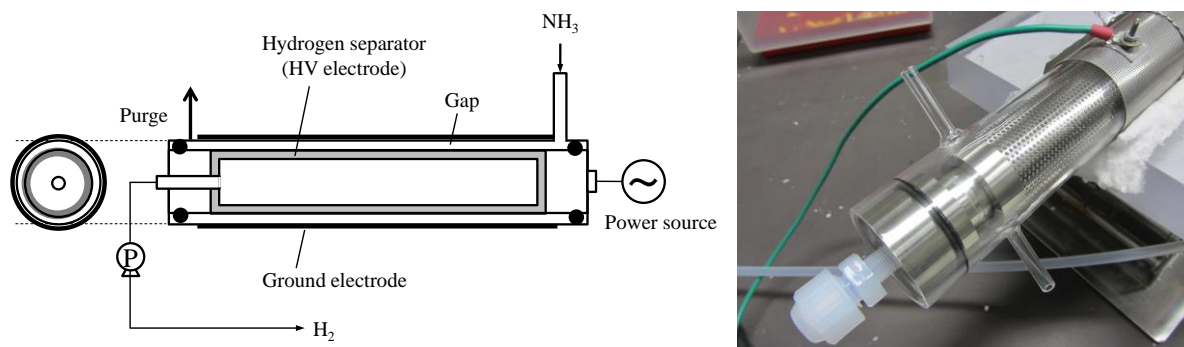 NH3
Hydrogen separator
(HV electrode)
Gap
Purge
Power source
P
Ground electrode
H2